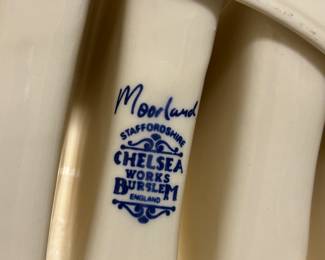 Moorland
STAFFORDSHIRE
CHELSEA
WORKS
BURSLEM
ENGLAND